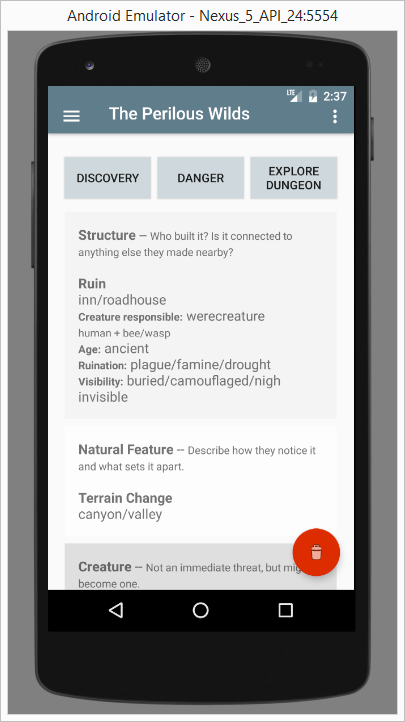 Android Emulator - Nexus_5_API_24:5554
LTE 2:37
The Perilous Wilds
DISCOVERY
DANGER
EXPLORE
DUNGEON
Structure – Who built it? Is it connected to
anything else they made nearby?
Ruin
inn/roadhouse
Creature responsible: werecreature
human + bee/wasp
Age: ancient
Ruination: plague/famine/drought
Visibility: buried/camouflaged/nigh
invisible
Natural Feature – Describe how they notice it
and what sets it apart.
Terrain Change
canyon/valley
Creature – Not an immediate threat, but
become one.